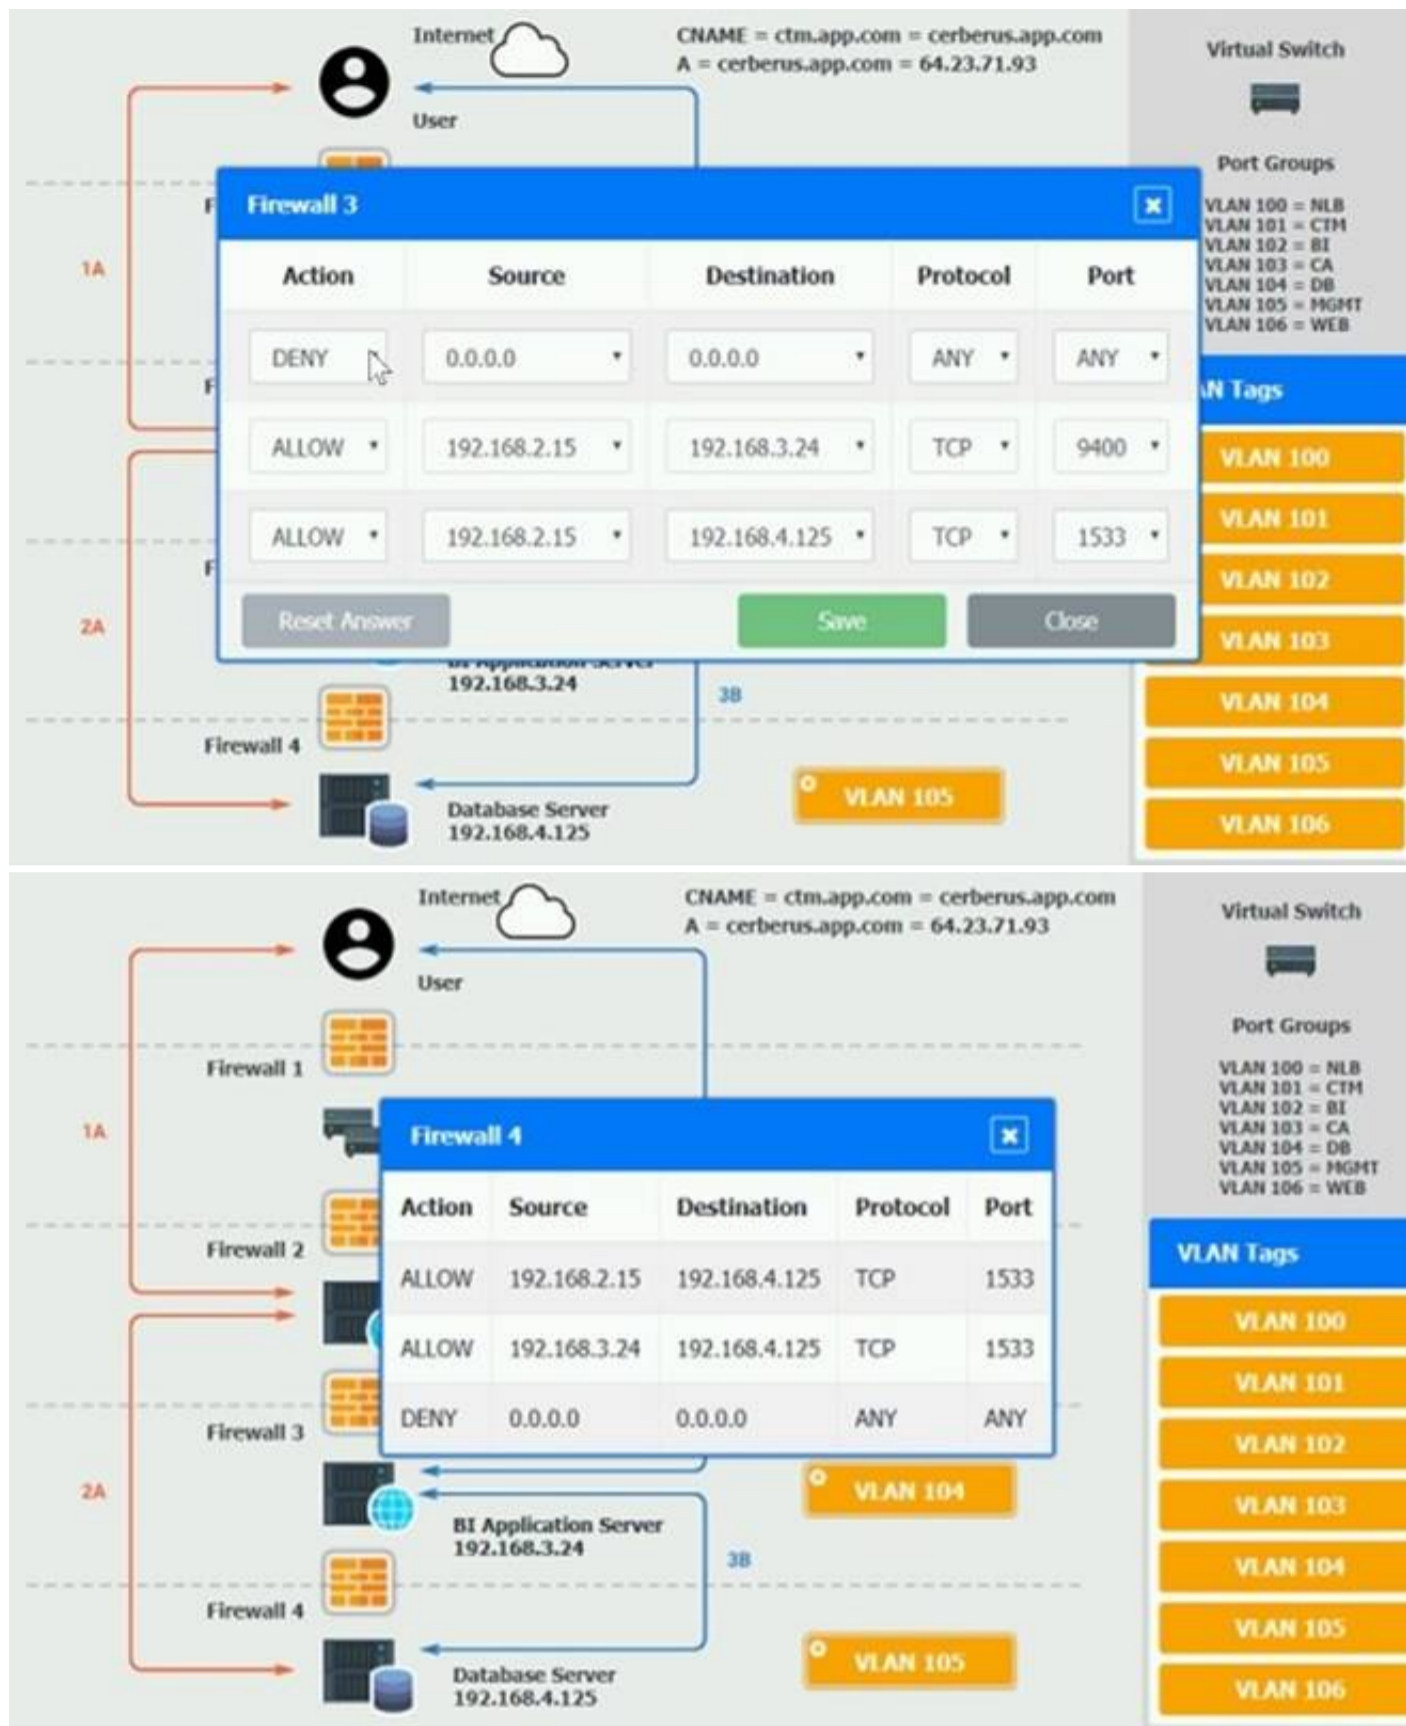 Internet
CNAME = ctm.app.com = cerberus.app.com
A = cerberus.app.com = 64.23.71.93
User
Virtual Switch
Port Groups
VLAN 100 = NLB
VLAN 101 = CTM
VLAN 102 = BI
VLAN 103 = CA
VLAN 104 = DB
VLAN 105 = MGMT
VLAN 106 = WEB
F
Firewall 3
Action Source Destination Protocol Port
DENY 0.0.0.0 0.0.0.0 ANY ANY
ALLOW 192.168.2.15 192.168.3.24 TCP 9400
ALLOW 192.168.2.15 192.168.4.125 TCP 1533
Reset Answer Save Close
1A
F
F
2A
BI Application Server
192.168.3.24
3B
Firewall 4
Database Server
192.168.4.125
VLAN 105
AN Tags
VLAN 100
VLAN 101
VLAN 102
VLAN 103
VLAN 104
VLAN 105
VLAN 106
Internet
CNAME = ctm.app.com = cerberus.app.com
A = cerberus.app.com = 64.23.71.93
User
Virtual Switch
Port Groups
VLAN 100 = NLB
VLAN 101 = CTM
VLAN 102 = BI
VLAN 103 = CA
VLAN 104 = DB
VLAN 105 = MGMT
VLAN 106 = WEB
Firewall 1
1A
Firewall 4
Action Source Destination Protocol Port
ALLOW 192.168.2.15 192.168.4.125 TCP 1533
ALLOW 192.168.3.24 192.168.4.125 TCP 1533
DENY 0.0.0.0 0.0.0.0 ANY ANY
Firewall 2
Firewall 3
2A
VLAN 104
BI Application Server
192.168.3.24
3B
Firewall 4
Database Server
192.168.4.125
VLAN 105
VLAN Tags
VLAN 100
VLAN 101
VLAN 102
VLAN 103
VLAN 104
VLAN 105
VLAN 106